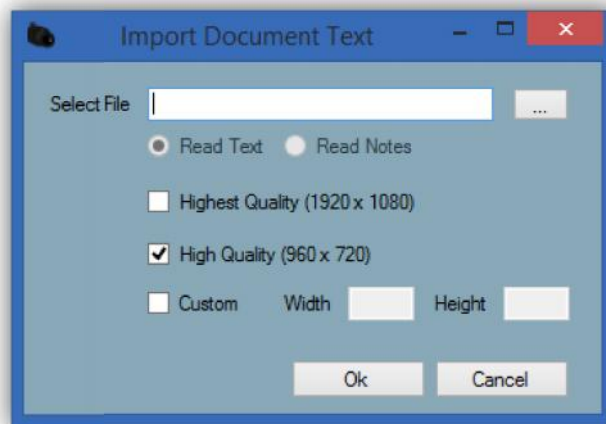 Import Document Text
Select File ...
Read Text Read Notes
Highest Quality (1920 x 1080)
High Quality (960 x 720)
Custom Width Height
Ok Cancel